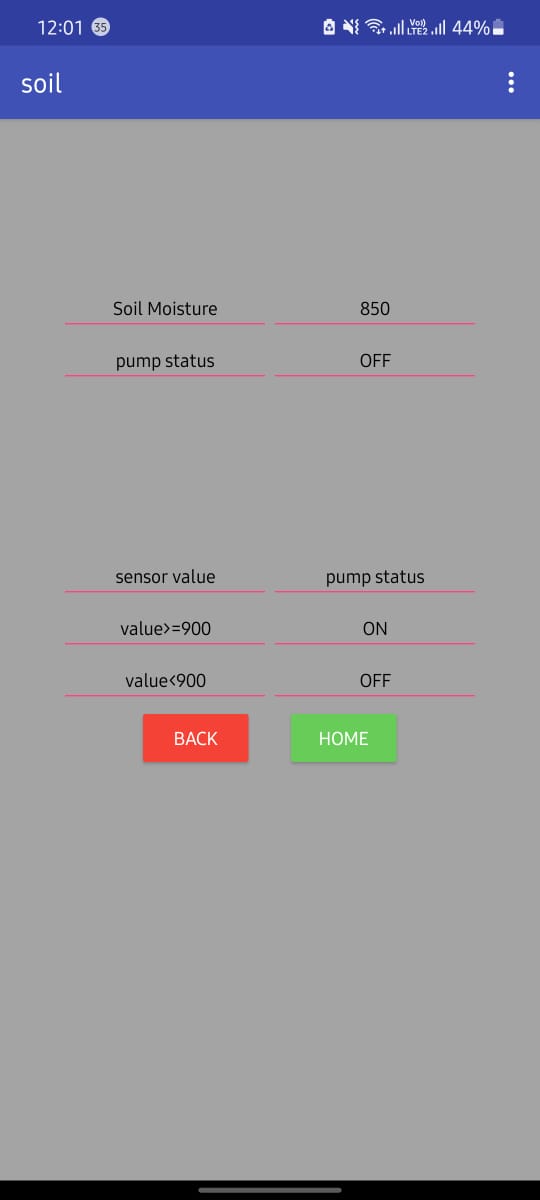 12:01 35 Vo)) LTE2 44%
soil
Soil Moisture 850
pump status OFF
sensor value pump status
value>=900 ON
value<900 OFF
BACK HOME